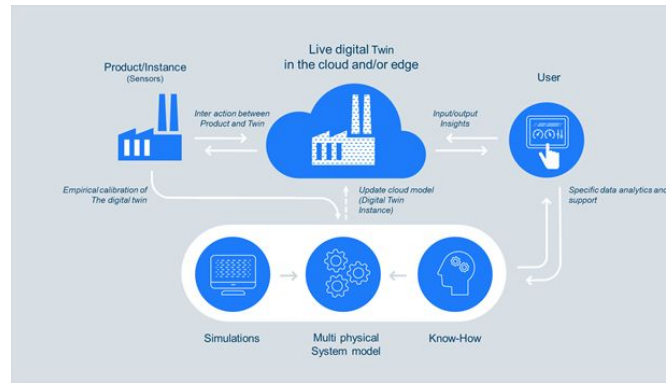 Live digital Twin
in the cloud and/or edge
Product/Instance
(Sensors)
User
Inter action between
Product and Twin
Input/output
Insights
Empirical calibration of
The digital twin
Update cloud model
(Digital Twin
Instance)
Specific data analytics and
support
Simulations
Multi physical
System model
Know-How